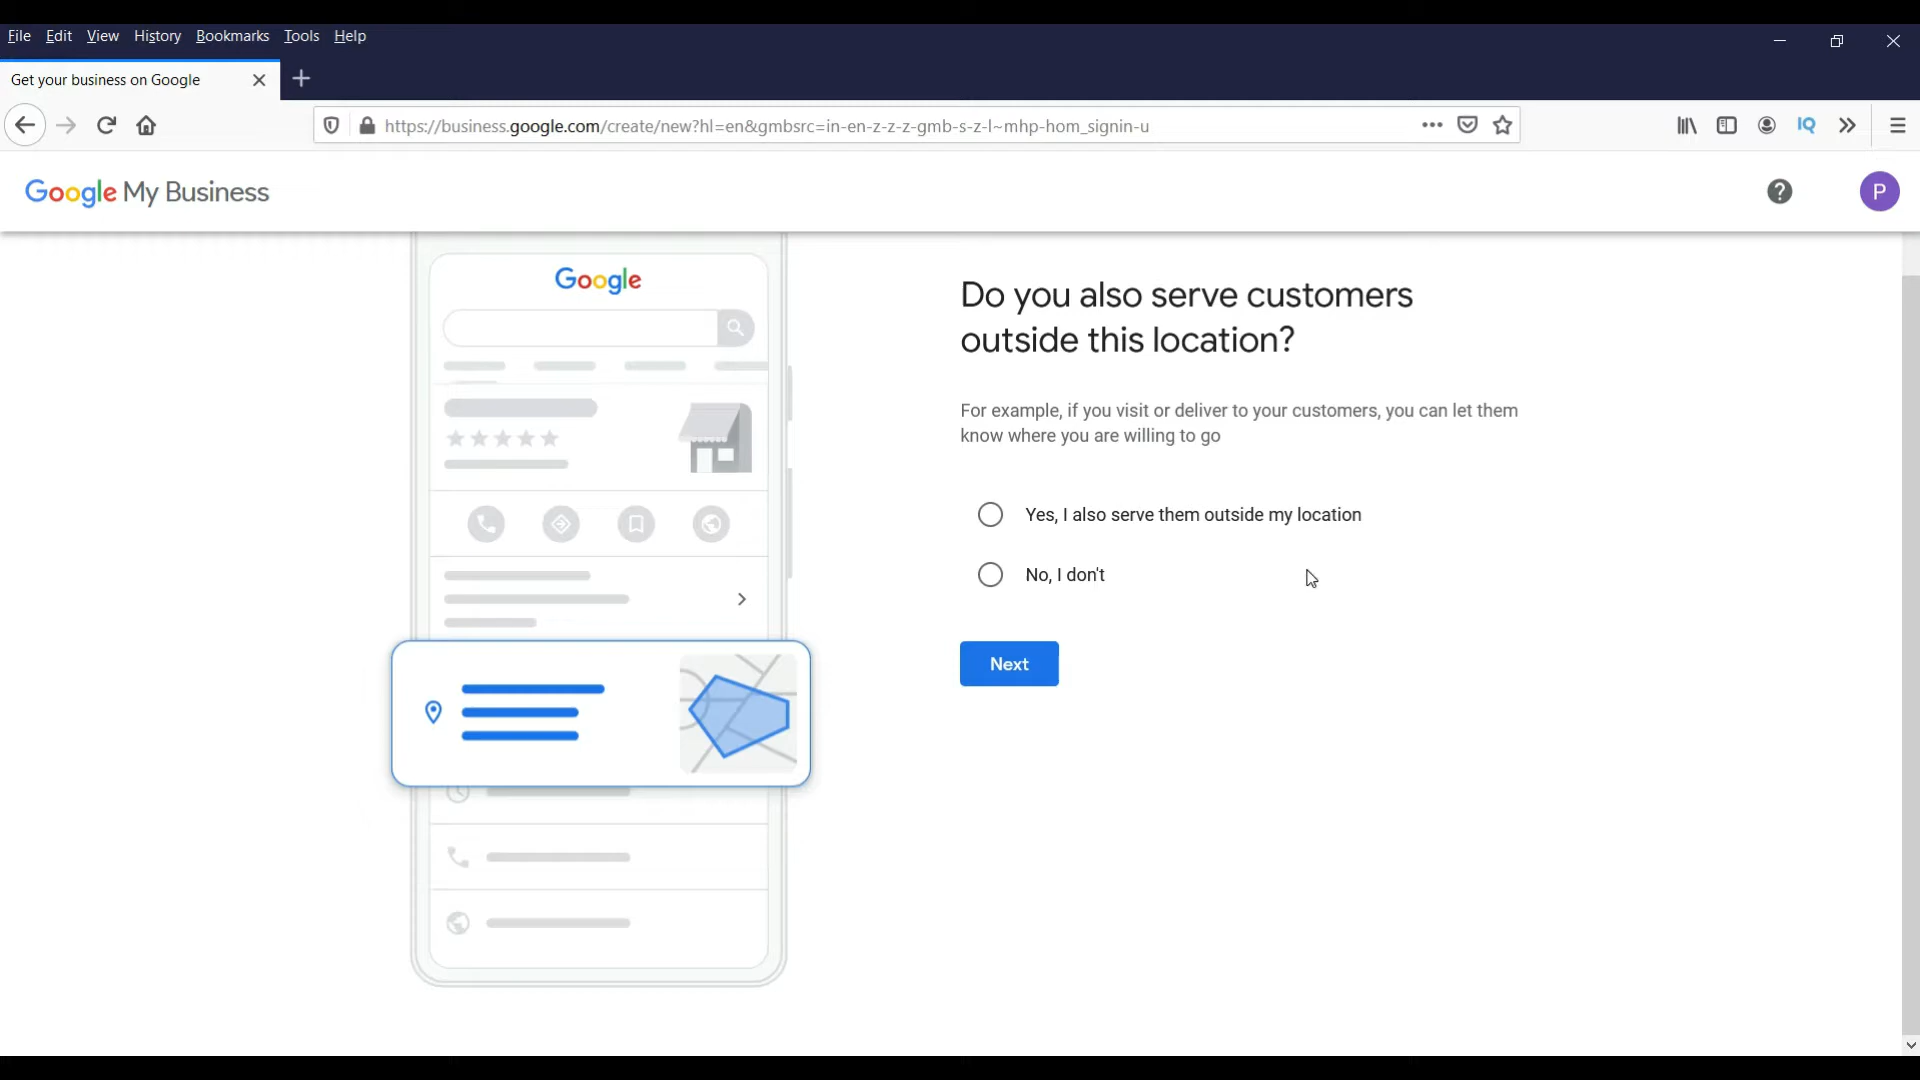 File Edit View History Bookmarks Tools Help
Get your business on Google
https://business.google.com/create/new?hl=en&gmbsrc=in-en-z-z-z-gmb-s-z-l~mhp-hom_signin-u
IQ
Google My Business
P
Google
Do you also serve customers
outside this location?
For example, if you visit or deliver to your customers, you can let them
know where you are willing to go
Yes, I also serve them outside my location
No, I don't
Next